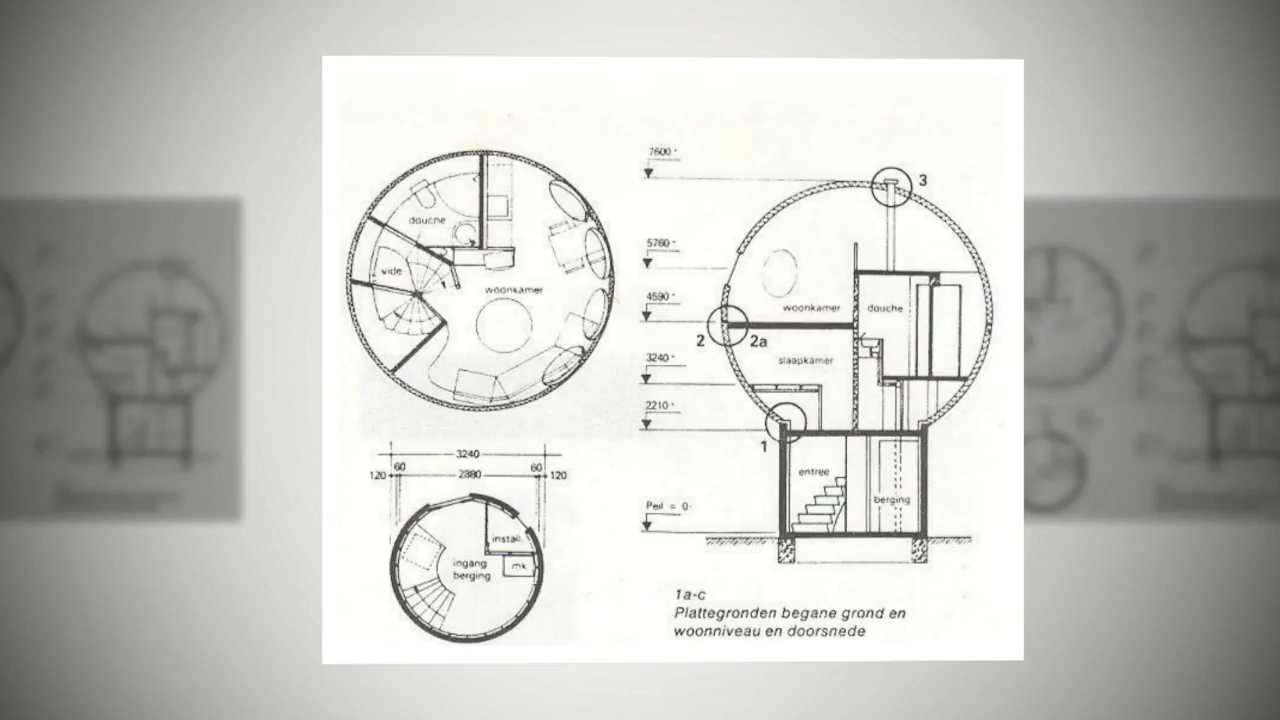 douche
vide
woonkamer
3240
60
60
120
2880
120
install.
mk
ingang
berging
7600+
3
5760+
4590+
woonkamer
douche
2
2a
3240+
slaapkamer
2210+
1
entree
berging
Peil = 0-
1a-c
Plattegronden begane grond en
woonniveau en doorsnede